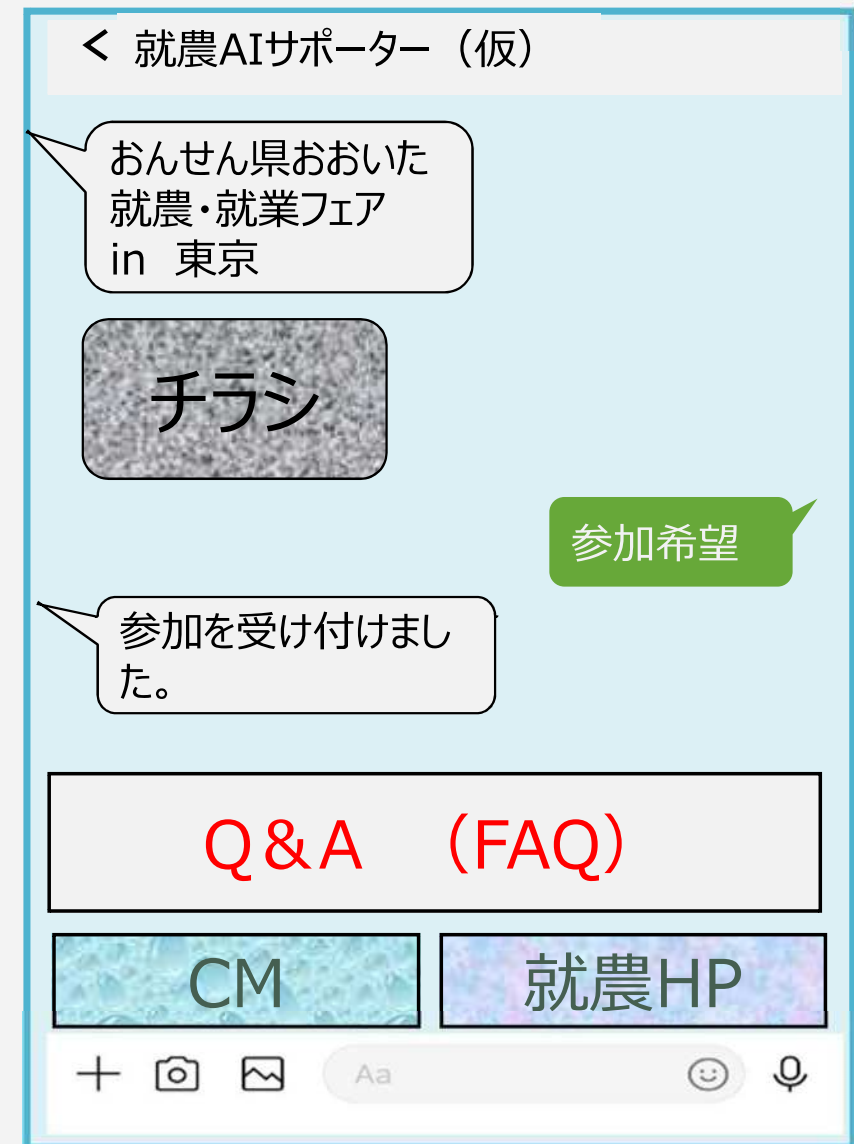 < 就農AIサポーター（仮）
おんせん県おおいた
就農・就業フェア
in　東京
チラシ
参加希望
参加を受け付けまし
た。
Q＆A　（FAQ）
CM
就農HP
Aa